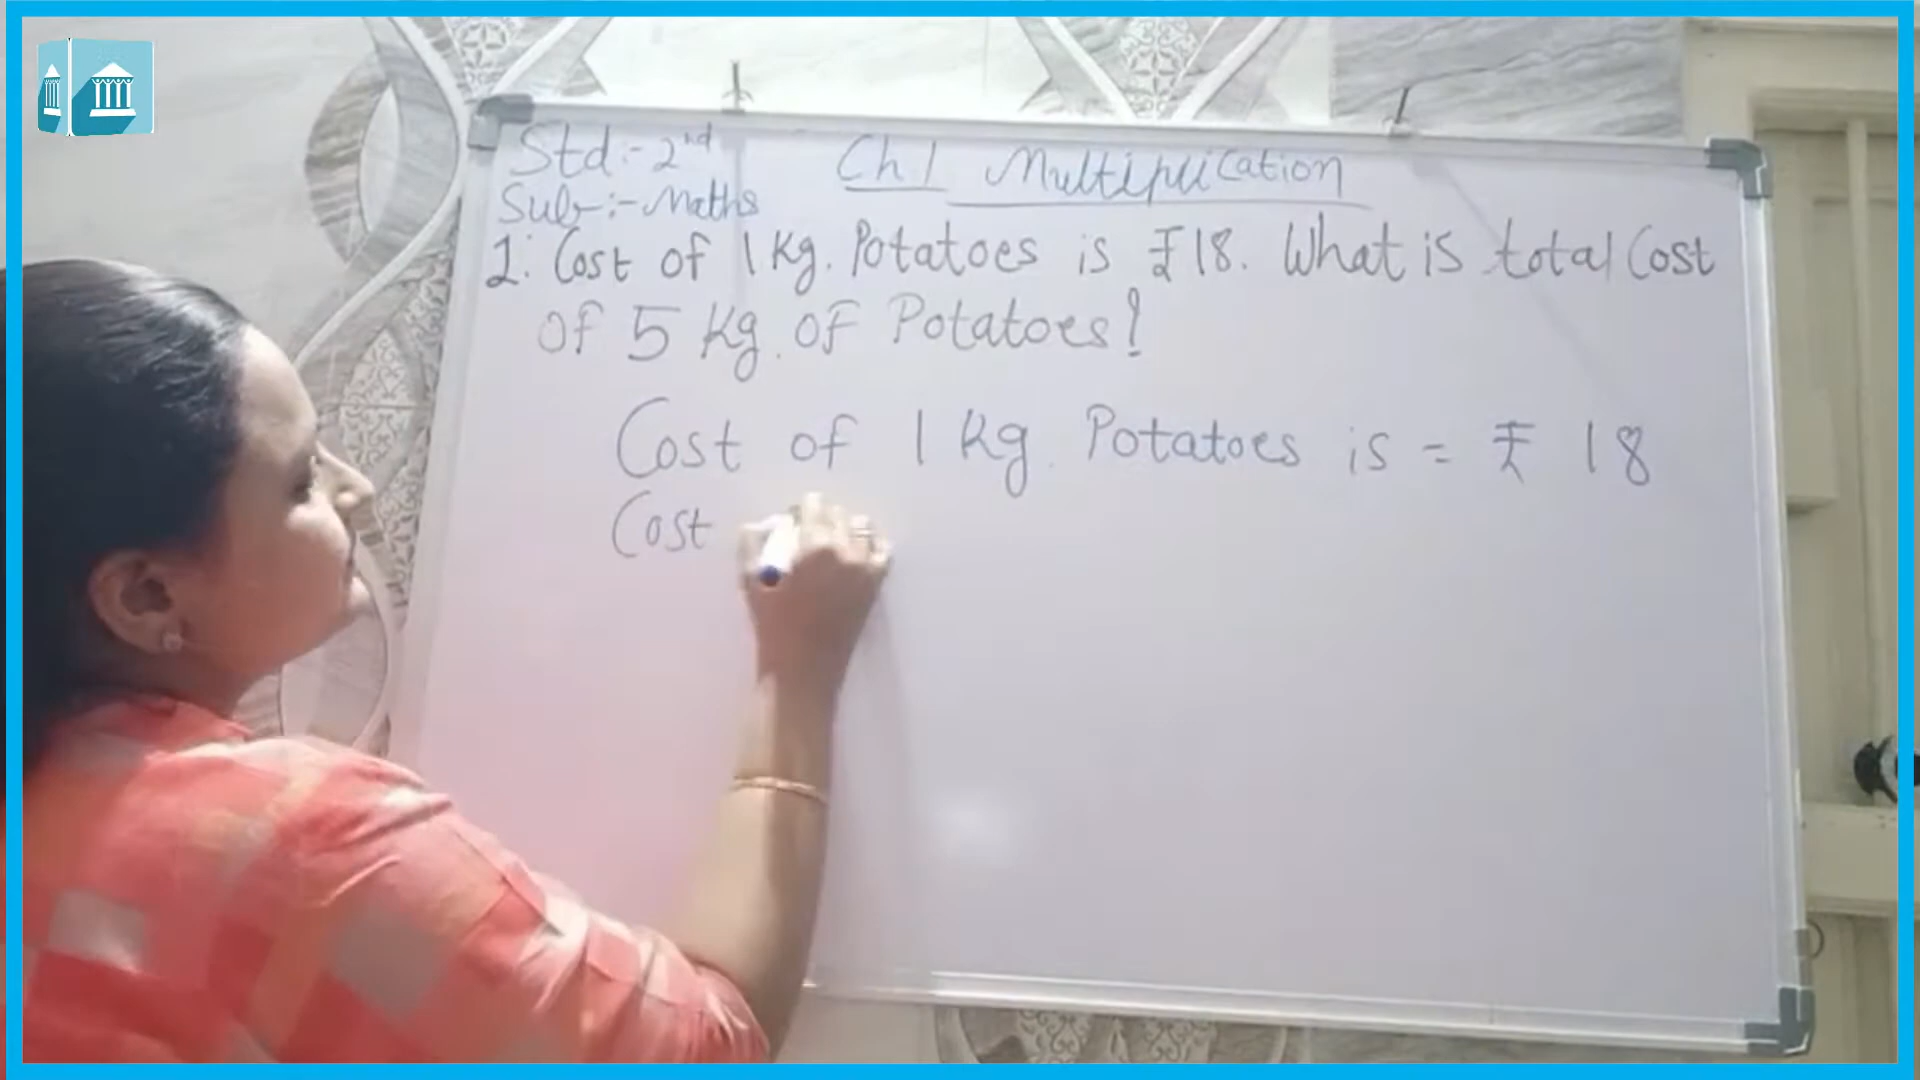 Std:- 2nd
Ch 1 Multiplication
Sub:- Maths
1. Cost of 1 Kg. Potatoes is ₹ 18. What is total Cost
of 5 Kg. of Potatoes?
Cost of 1 Kg. Potatoes is = ₹ 18
Cost